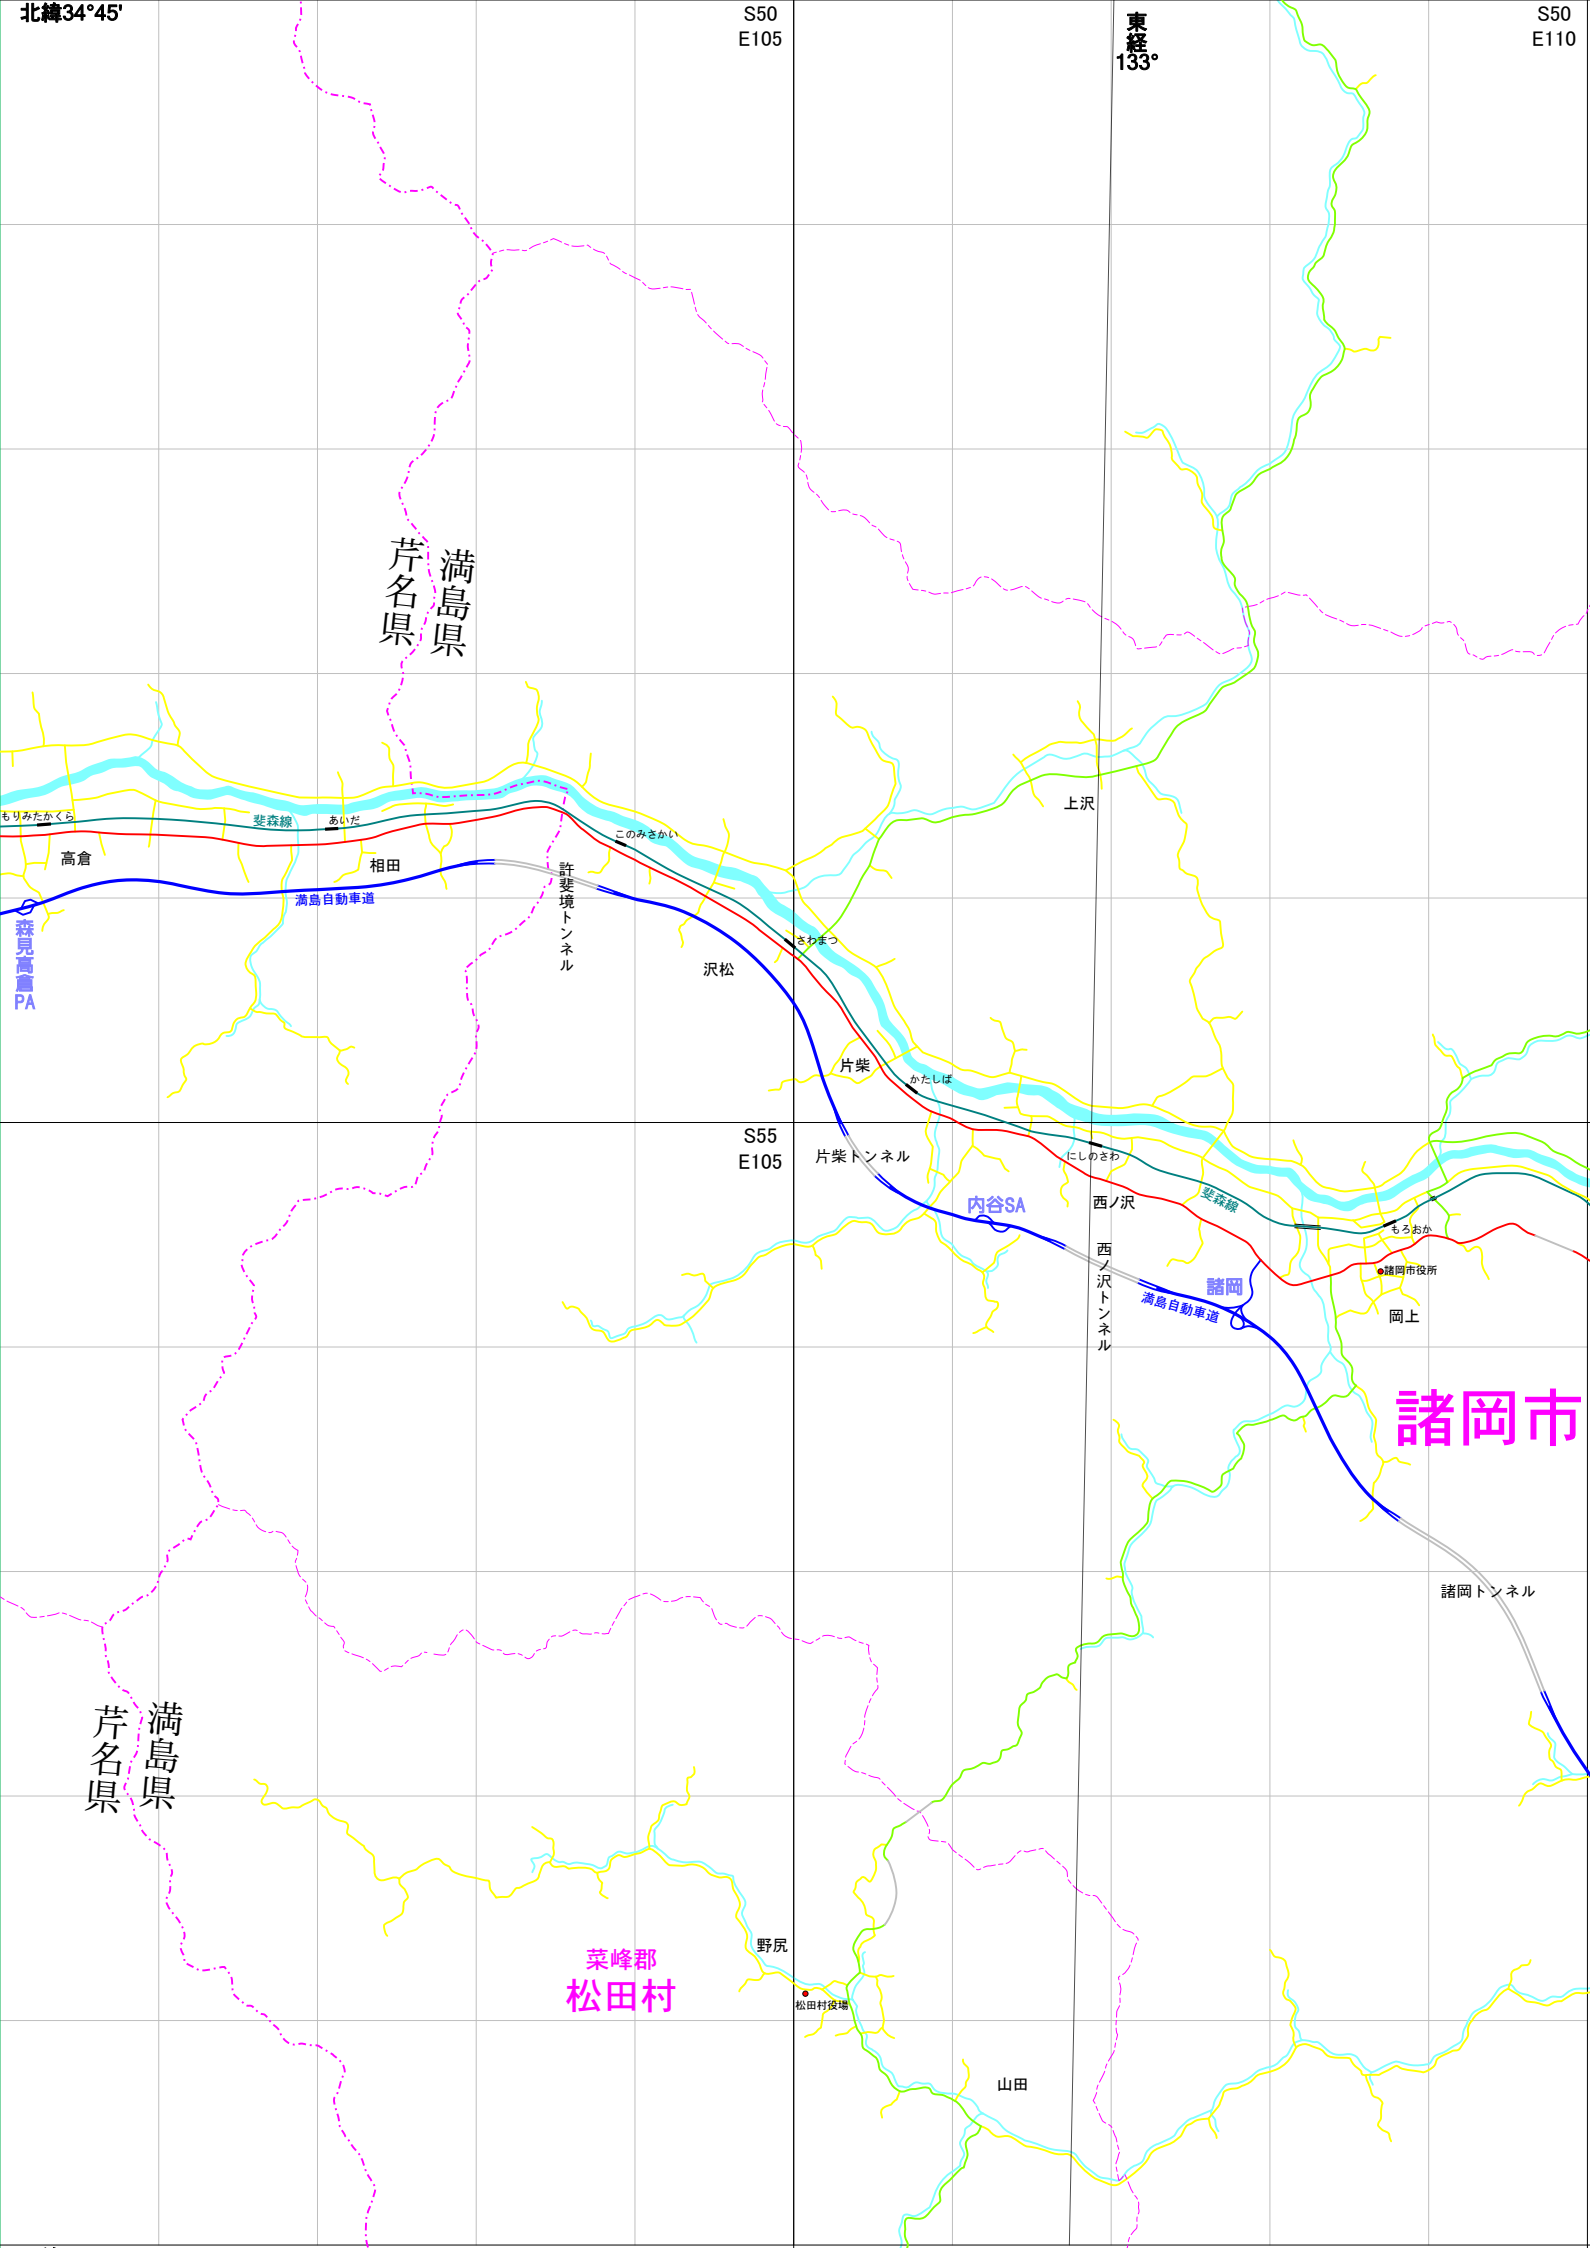 北緯34°45'
S50
E105
東経
133°
S50
E110
芹名県
満島県
上沢
もりみたかくら
斐森線
あいだ
このみさかい
高倉
相田
満島自動車道
許斐境トンネル
さわまつ
沢松
森見高倉
PA
片柴
かたしば
S55
E105
片柴トンネル
にしのさわ
内谷SA
西ノ沢
斐森線
もろおか
西ノ沢トンネル
諸岡
諸岡市役所
満島自動車道
岡上
諸岡市
諸岡トンネル
芹名県
満島県
野尻
菜峰郡
松田村
松田村役場
山田